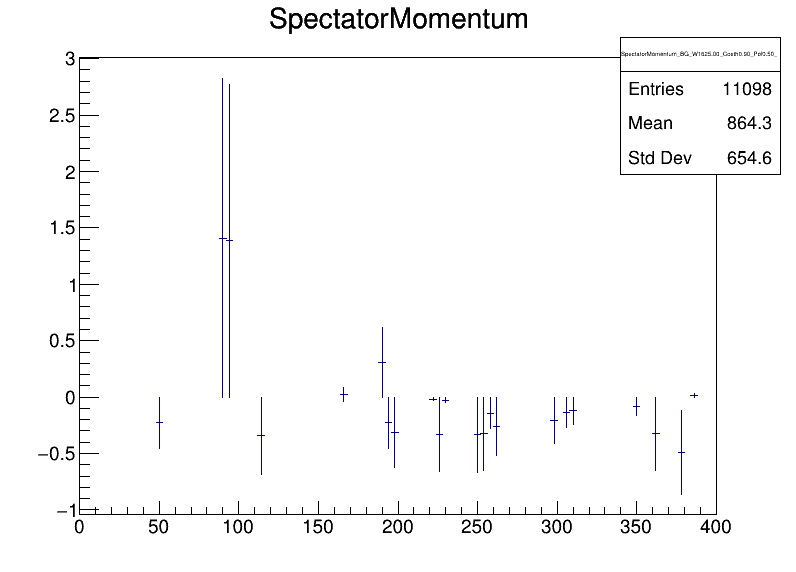 SpectatorMomentum
SpectatorMomentum_BG_W1625.00_Costh0.90_Pol0.50_
Entries 11098
Mean 864.3
Std Dev 654.6
3
2.5
2
1.5
1
0.5
0
−0.5
−1
0 50 100 150 200 250 300 350 400